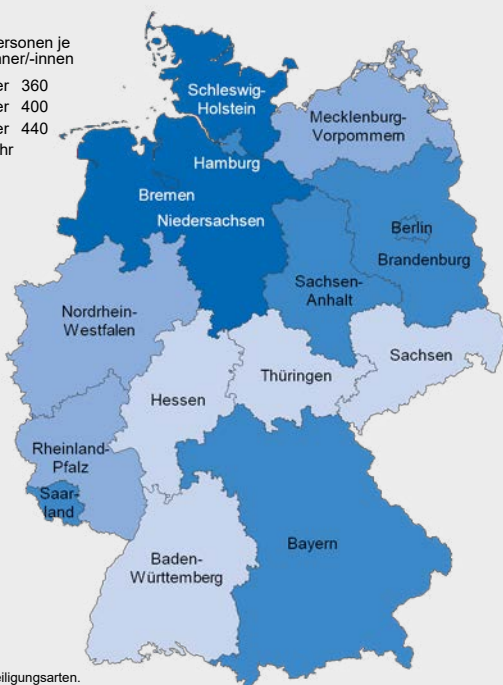 ersonen je
ner/-innen
er 360
er 400
er 440
hr
Schleswig-
Holstein
Mecklenburg-
Vorpommern
Hamburg
Bremen
Niedersachsen
Berlin
Brandenburg
Sachsen-
Anhalt
Nordrhein-
Westfalen
Sachsen
Thüringen
Hessen
Rheinland-
Pfalz
Saar-
land
Bayern
Baden-
Württemberg
eiligungsarten.